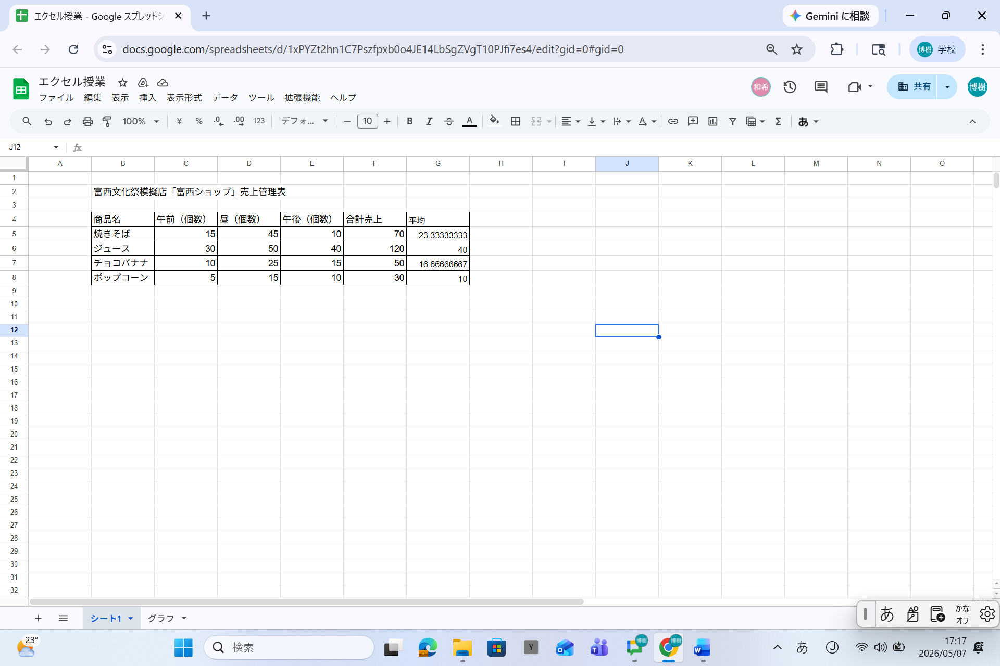 エクセル授業 - Google スプレッドシ
Gemini に相談
docs.google.com/spreadsheets/d/1xPYZt2hn1C7Pszfpxb0o4JE14LbSgZVgT10PJfi7es4/edit?gid=0#gid=0
博樹 学校
エクセル授業
ファイル 編集 表示 挿入 表示形式 データ ツール 拡張機能 ヘルプ
和希 共有 博樹
100% ¥ % .0 .00 123 デフォ... 10 B I A あ
J12 fx
A B C D E F G H I J K L M N O
1
2 富西文化祭模擬店「富西ショップ」売上管理表
3
4 商品名 午前（個数） 昼（個数） 午後（個数） 合計売上 平均
5 焼きそば 15 45 10 70 23.33333333
6 ジュース 30 50 40 120 40
7 チョコバナナ 10 25 15 50 16.66666667
8 ポップコーン 5 15 10 30 10
9
10
11
12
13
14
15
16
17
18
19
20
21
22
23
24
25
26
27
28
29
30
31
32
シート1 グラフ
あ かな
オフ
23°
検索
Y
博樹
博樹
あ
17:17
2026/05/07